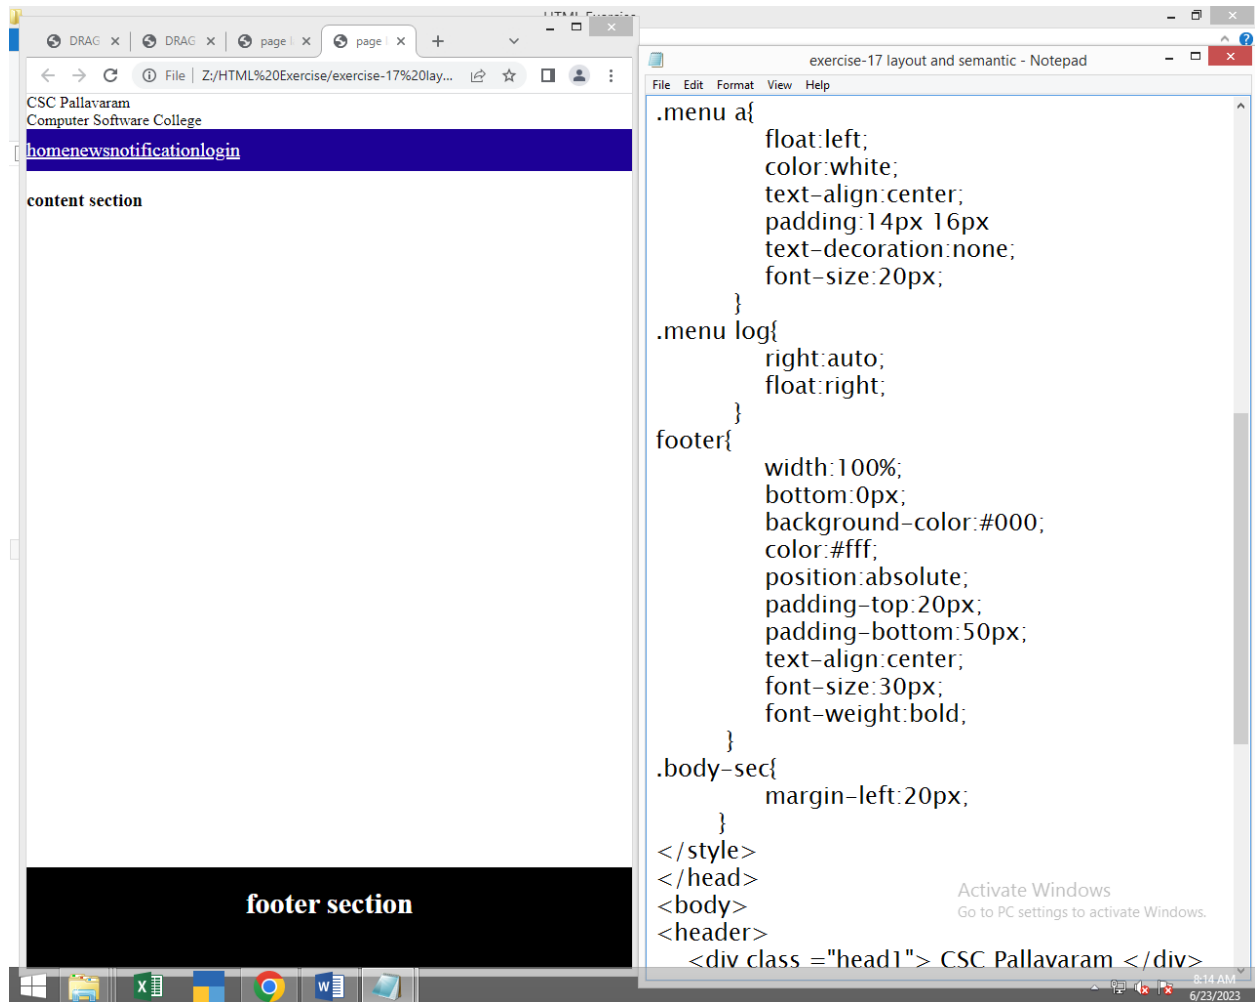 DRAG
DRAG
page
page
File
Z:/HTML%20Exercise/exercise-17%20lay...
CSC Pallavaram
Computer Software College
homenewsnotificationlogin
content section
footer section
exercise-17 layout and semantic - Notepad
File Edit Format View Help
.menu a{
float:left;
color:white;
text-align:center;
padding:14px 16px
text-decoration:none;
font-size:20px;
}
.menu log{
right:auto;
float:right;
}
footer{
width:100%;
bottom:0px;
background-color:#000;
color:#fff;
position:absolute;
padding-top:20px;
padding-bottom:50px;
text-align:center;
font-size:30px;
font-weight:bold;
}
.body-sec{
margin-left:20px;
}
</style>
</head>
<body>
<header>
<div class ="head1"> CSC Pallavaram </div>
Activate Windows
Go to PC settings to activate Windows.
8:14 AM
6/23/2023